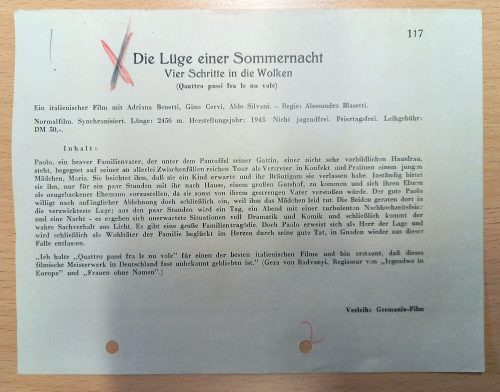 117
Die Lüge einer Sommernacht
Vier Schritte in die Wolken
(Quattro passi fra le nu vole)
Ein italienischer Film mit Adriana Benetti, Gino Cervi, Aldo Silvani. - Regie: Alessandro Blasetti.
Normalfilm. Synchronisiert. Länge: 2456 m. Herstellungsjahr: 1943. Nicht jugendfrei. Feiertagsfrei. Leihgebühr:
DM 50,-.
Inhalt:
Paolo, ein braver Familienvater, der unter dem Pantoffel seiner Gattin, einer nicht sehr vorbildlichen Hausfrau,
steht, begegnet auf seiner an allerlei Zwischenfällen reichen Tour als Vertreter in Konfekt und Pralinen einem jungen
Mädchen, Maria. Sie beichtet ihm, daß sie ein Kind erwarte und ihr Bräutigam sie verlassen habe. Inständig bittet
sie ihn, nur für ein paar Stunden mit ihr nach Hause, einem großen Gutshof, zu kommen und sich ihren Eltern
als neugebackener Ehemann vorzustellen, da sie sonst von ihrem gestrengen Vater verstoßen würde. Der gute Paolo
willigt nach anfänglicher Ablehnung doch schließlich ein, weil ihm das Mädchen leid tut. Die Beiden geraten dort in
die verzwickteste Lage; aus den paar Stunden wird ein Tag, ein Abend mit einer turbulenten Nachhochzeitsfeier
und eine Nacht - es ergeben sich unerwartete Situationen voll Dramatik und Komik und schließlich kommt der
wahre Sachverhalt ans Licht. Es gibt eine große Familientragödie. Doch Paolo erweist sich als Herr der Lage und
wird schließlich als Wohltäter der Familie beglückt im Herzen durch seine gute Tat, in Gnaden wieder aus dieser
Falle entlassen.
"Ich halte „Quattro passi fra le nu vole" für einen der besten italienischen Filme und bin erstaunt, daß dieses
filmische Meisterwerk in Deutschland fast unbekannt geblieben ist." (Geza von Radvanyi, Regisseur von „Irgendwo in
Europa" und „Frauen ohne Namen".)
Verleih: Germania-Film
2